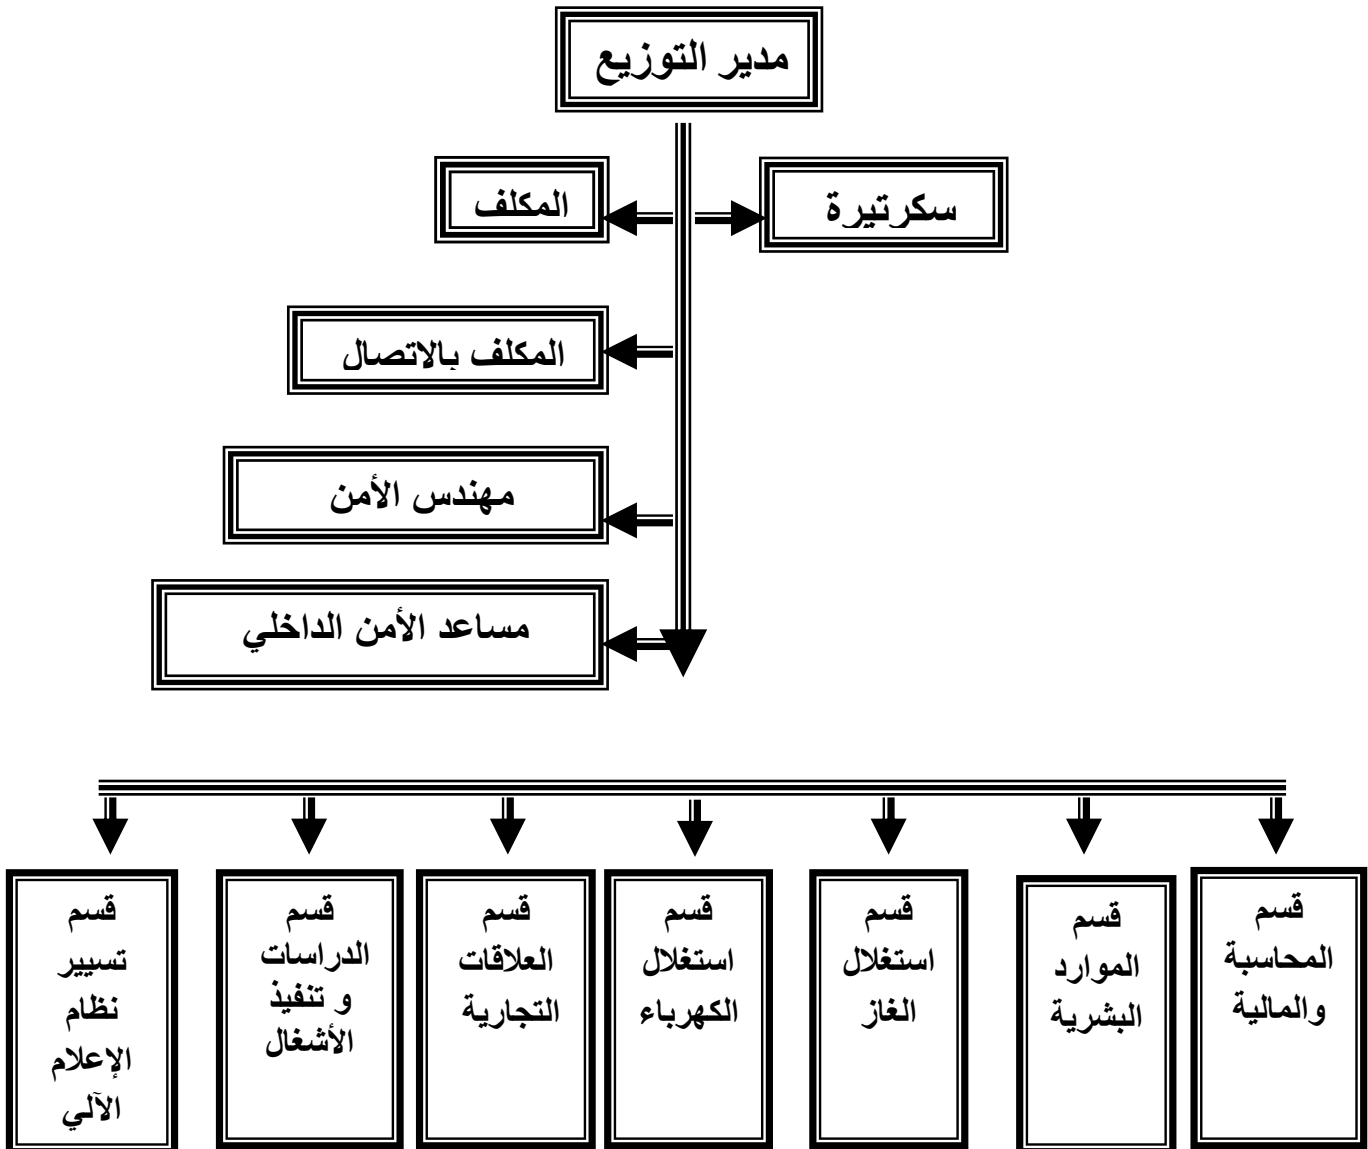 مدير التوزيع
سكرتيرة
المكلف
المكلف بالاتصال
مهندس الأمن
مساعد الأمن الداخلي
قسم
المحاسبة
والمالية
قسم
الموارد
البشرية
قسم
استغلال
الغاز
قسم
استغلال
الكهرباء
قسم
العلاقات
التجارية
قسم
الدراسات
و تنفيذ
الأشغال
قسم
تسيير
نظام
الإعلام
الآلي